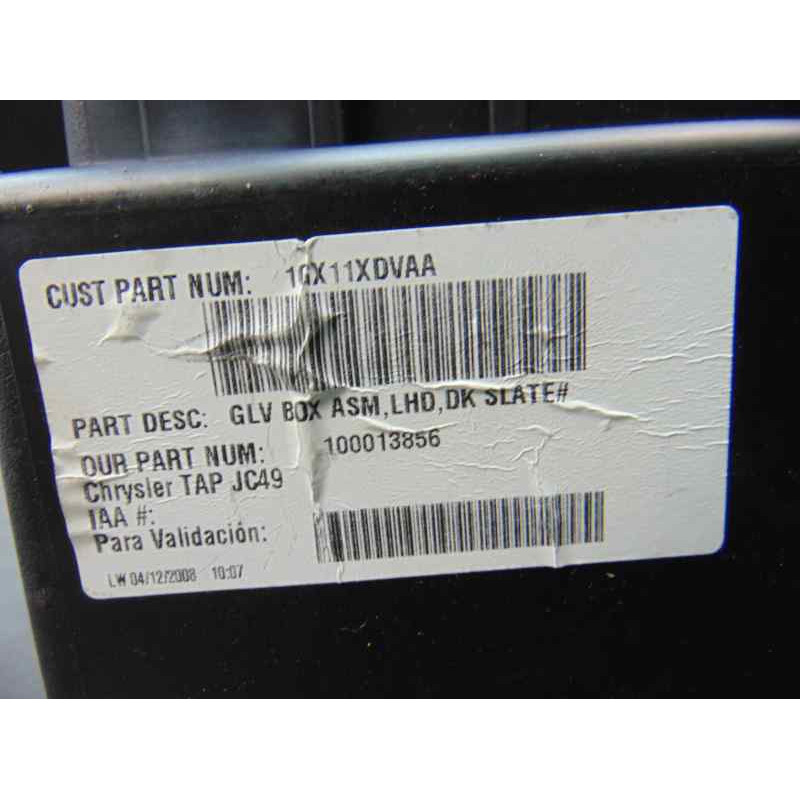 CUST PART NUM: 1GX11XDVAA
PART DESC: GLV BOX ASM,LHD,DK SLATE#
OUR PART NUM: 100013856
Chrysler TAP JC49
IAA #:
Para Validación:
LW 04/12/2008 10:07